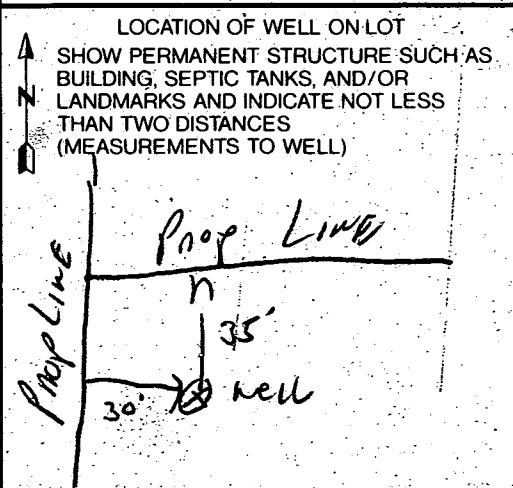 LOCATION OF WELL ON LOT
SHOW PERMANENT STRUCTURE SUCH AS
BUILDING, SEPTIC TANKS, AND/OR
N
LANDMARKS AND INDICATE NOT LESS
THAN TWO DISTANCES
(MEASUREMENTS TO WELL)
Prop LINE
Prop LINE
35'
30'
well